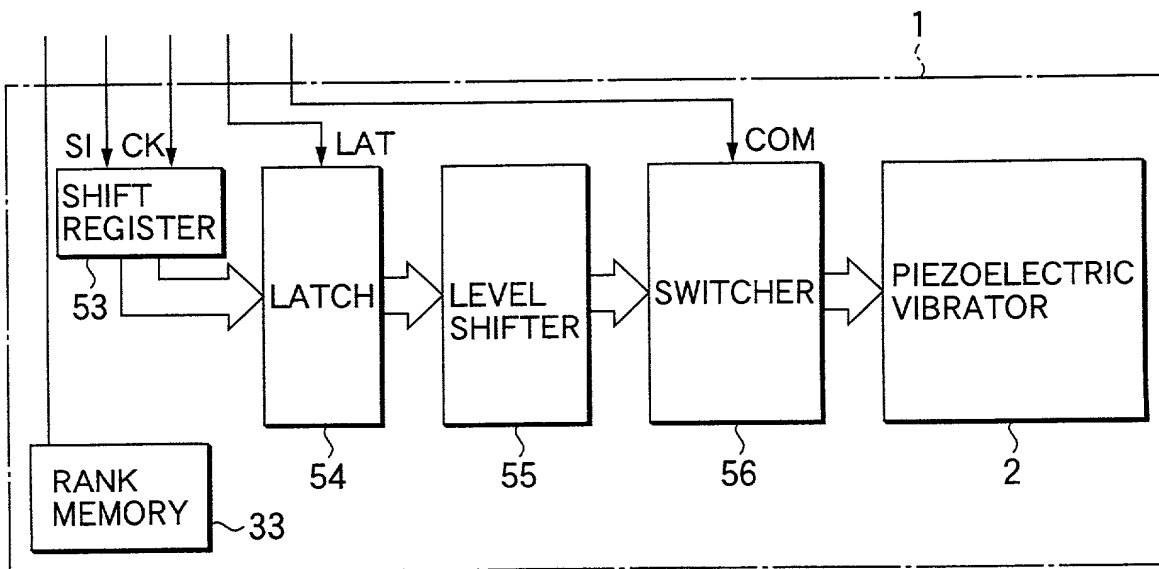 1
SI CK
LAT
COM
SHIFT
REGISTER
53
LATCH
54
LEVEL
SHIFTER
55
SWITCHER
56
PIEZOELECTRIC
VIBRATOR
2
RANK
MEMORY
33